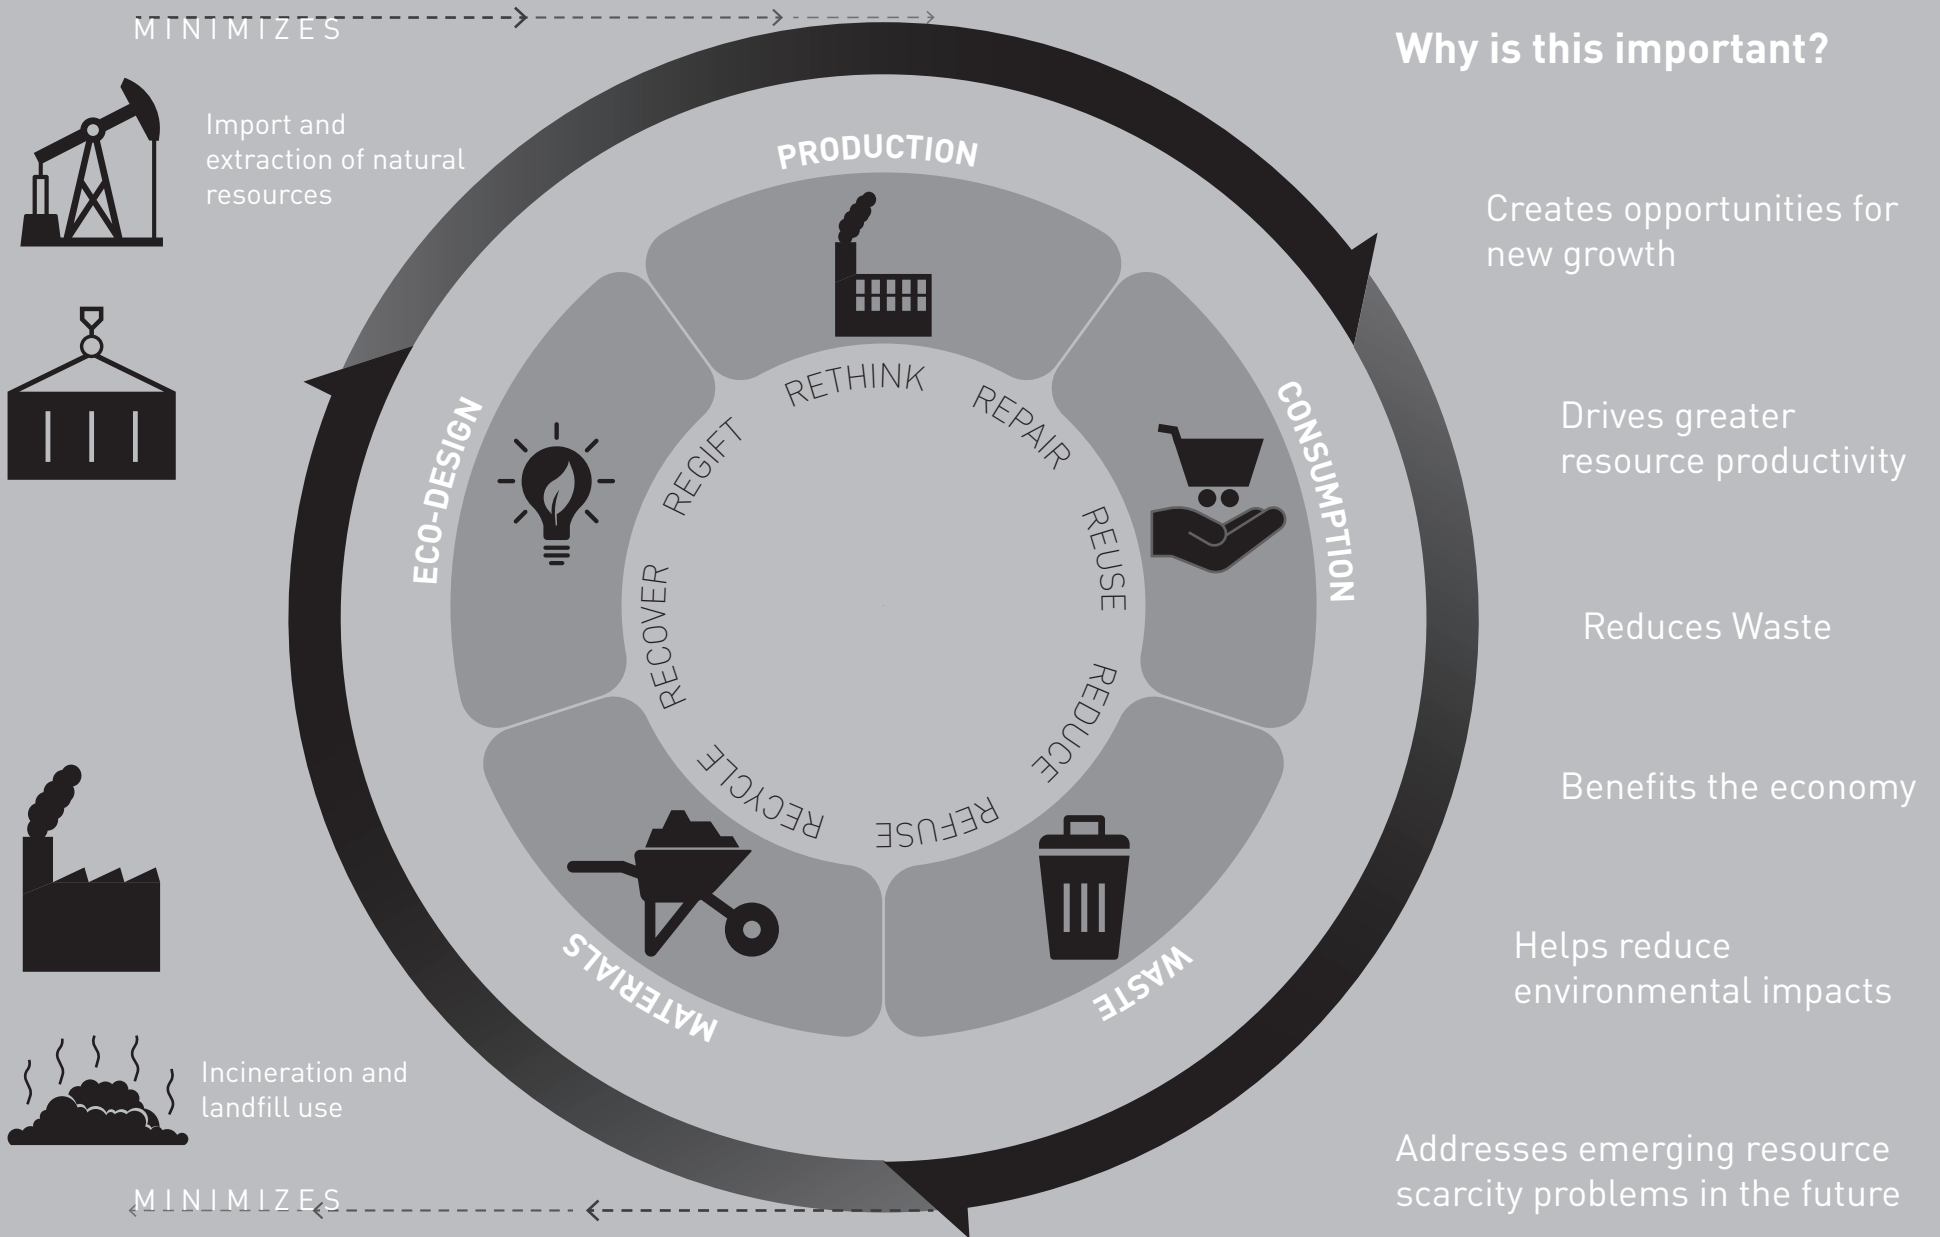 MINIMIZES
Import and
extraction of natural
resources
Incineration and
landfill use
MINIMIZES
PRODUCTION
CONSUMPTION
WASTE
MATERIALS
ECO-DESIGN
RETHINK
REPAIR
REUSE
REDUCE
REFUSE
RECYCLE
RECOVER
REGIFT
Why is this important?
Creates opportunities for
new growth
Drives greater
resource productivity
Reduces Waste
Benefits the economy
Helps reduce
environmental impacts
Addresses emerging resource
scarcity problems in the future